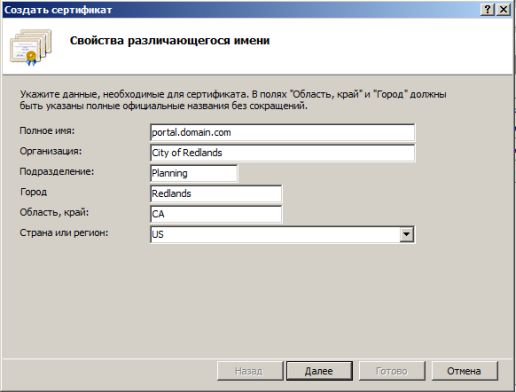 Создать сертификат
Свойства различающегося имени
Укажите данные, необходимые для сертификата. В полях "Область, край" и "Город" должны
быть указаны полные официальные названия без сокращений.
Полное имя: portal.domain.com
Организация: City of Redlands
Подразделение: Planning
Город Redlands
Область, край: CA
Страна или регион: US
Назад Далее Готово Отмена